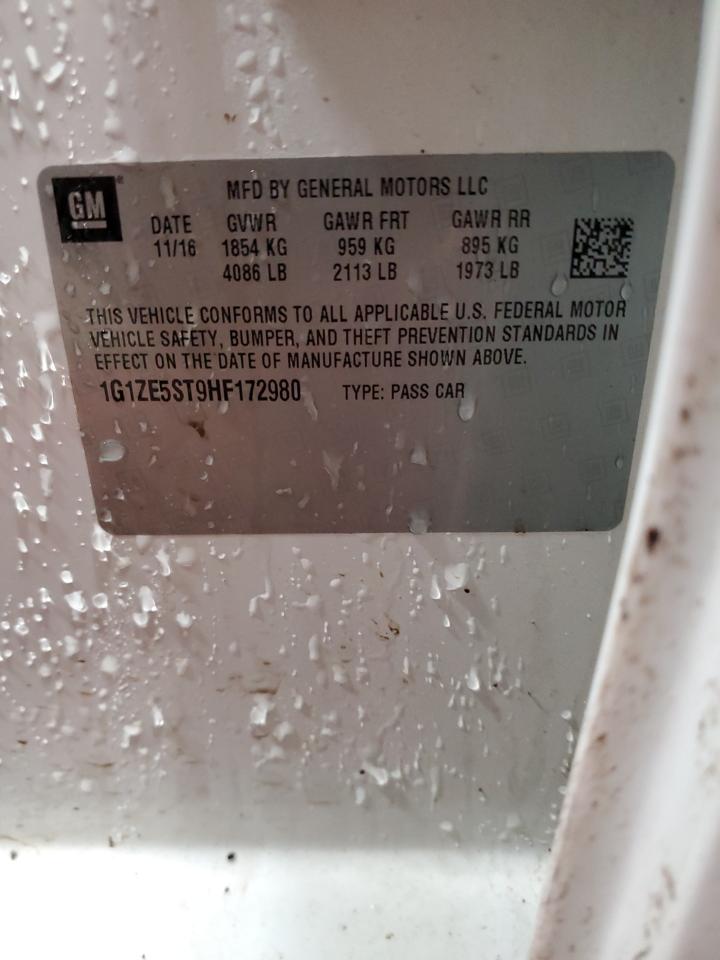 GM
MFD BY GENERAL MOTORS LLC
DATE GVWR GAWR FRT GAWR RR
11/16 1854 KG 959 KG 895 KG
4086 LB 2113 LB 1973 LB
THIS VEHICLE CONFORMS TO ALL APPLICABLE U.S. FEDERAL MOTOR
VEHICLE SAFETY, BUMPER, AND THEFT PREVENTION STANDARDS IN
EFFECT ON THE DATE OF MANUFACTURE SHOWN ABOVE.
1G1ZE5ST9HF172980 TYPE: PASS CAR